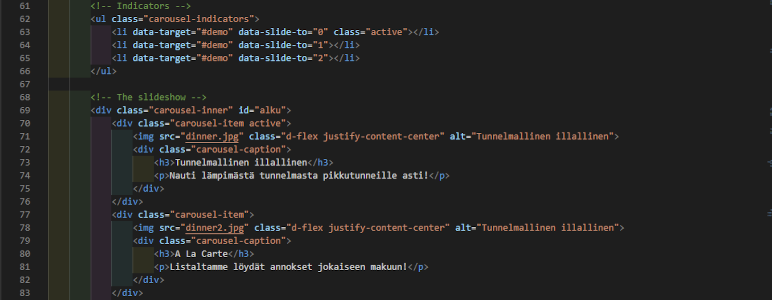 61 <!-- Indicators -->
62 <ul class="carousel-indicators">
63 <li data-target="#demo" data-slide-to="0" class="active"></li>
64 <li data-target="#demo" data-slide-to="1"></li>
65 <li data-target="#demo" data-slide-to="2"></li>
66 </ul>
67
68 <!-- The slideshow -->
69 <div class="carousel-inner" id="alku">
70 <div class="carousel-item active">
71 <img src="dinner.jpg" class="d-flex justify-content-center" alt="Tunnelmallinen illallinen">
72 <div class="carousel-caption">
73 <h3>Tunnelmallinen illallinen</h3>
74 <p>Nauti lämpimästä tunnelmasta pikkutunneille asti!</p>
75 </div>
76 </div>
77 <div class="carousel-item">
78 <img src="dinner2.jpg" class="d-flex justify-content-center" alt="Tunnelmallinen illallinen">
79 <div class="carousel-caption">
80 <h3>A La Carte</h3>
81 <p>Listaltamme löydät annokset jokaiseen makuun!</p>
82 </div>
83 </div>